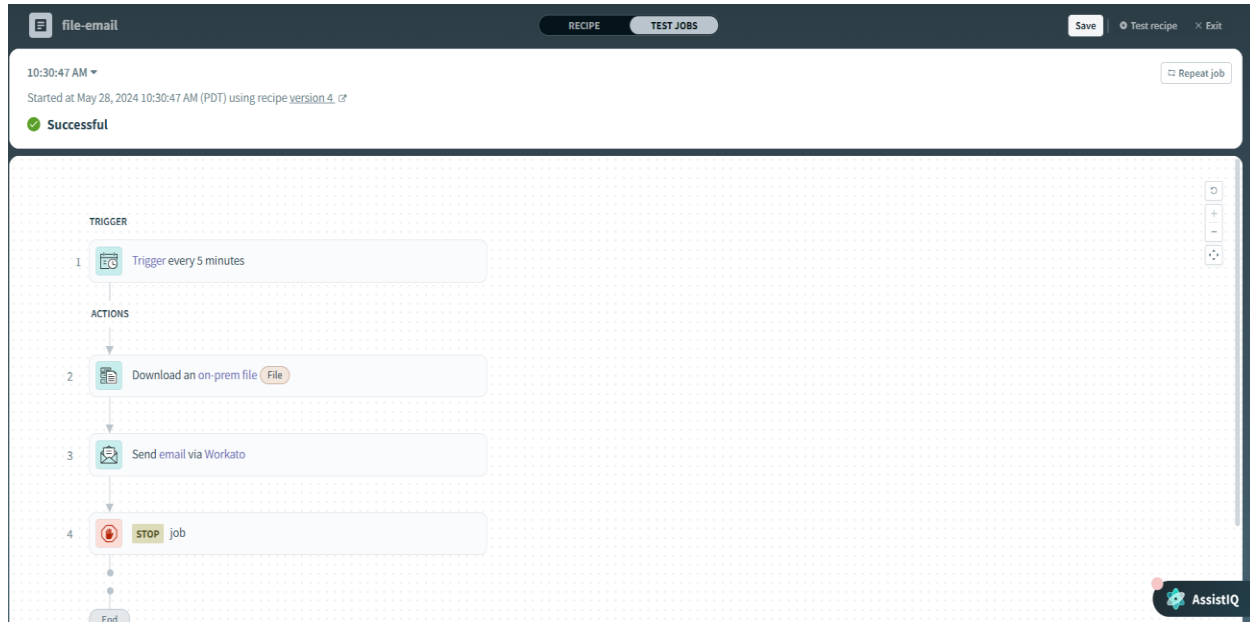 file-email RECIPE TEST JOBS Save Test recipe Exit
10:30:47 AM Repeat job
Started at May 28, 2024 10:30:47 AM (PDT) using recipe version 4
Successful
TRIGGER
1 Trigger every 5 minutes
ACTIONS
2 Download an on-prem file File
3 Send email via Workato
4 STOP job
End
AssistIQ